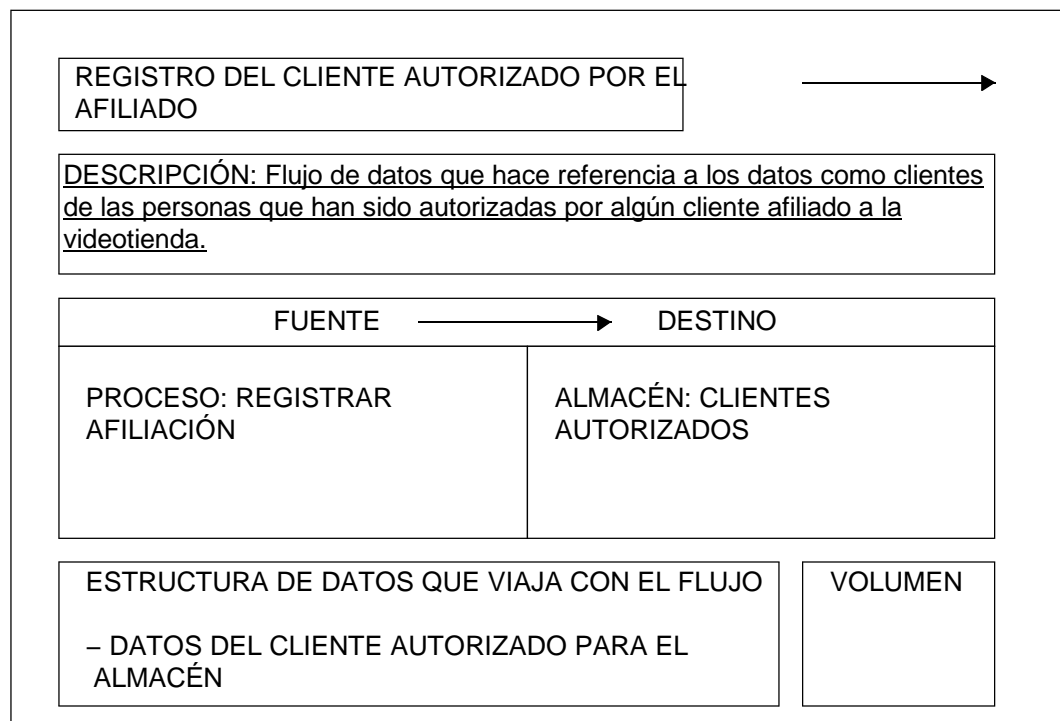 REGISTRO DEL CLIENTE AUTORIZADO POR EL
AFILIADO
DESCRIPCIÓN: Flujo de datos que hace referencia a los datos como clientes
de las personas que han sido autorizadas por algún cliente afiliado a la
videotienda.
FUENTE DESTINO
PROCESO: REGISTRAR
AFILIACIÓN
ALMACÉN: CLIENTES
AUTORIZADOS
ESTRUCTURA DE DATOS QUE VIAJA CON EL FLUJO
– DATOS DEL CLIENTE AUTORIZADO PARA EL
ALMACÉN
VOLUMEN